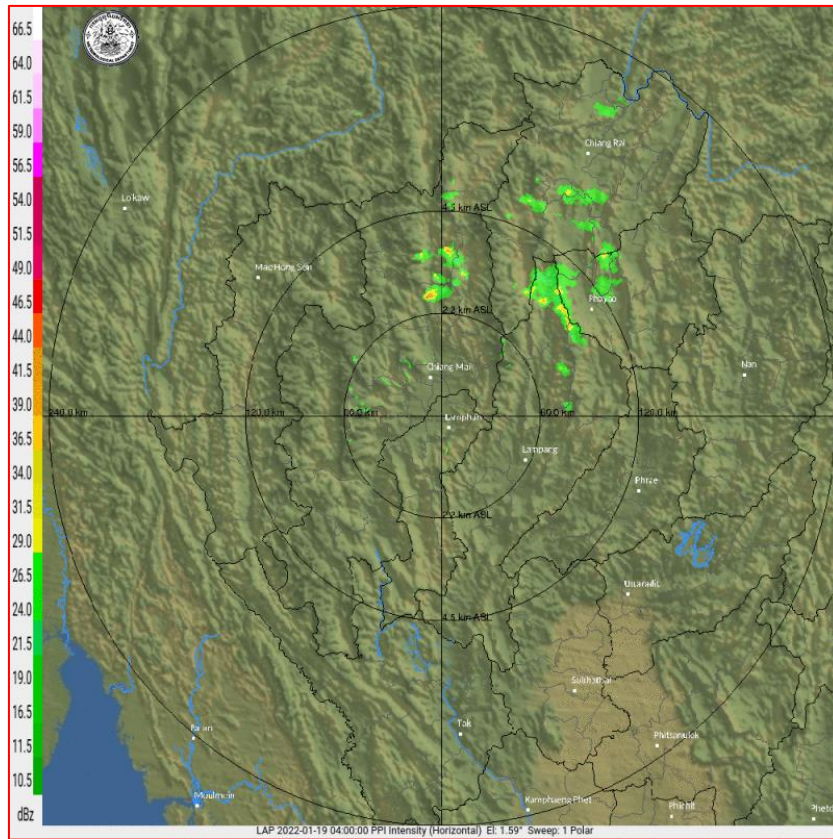 66.5
64.0
61.5
59.0
56.5
54.0
51.5
49.0
46.5
44.0
41.5
39.0
36.5
34.0
31.5
29.0
26.5
24.0
21.5
19.0
16.5
11.5
10.5
dBz
Chiang Rai
Loikaw
4.5 km ASL
Mae Hong Son
Phayao
2.2 km ASL
Chiang Mai
Nan
240.0 km
120.0 km
60.0 km
60.0 km
120.0 km
Lamphun
Lampang
Phrae
2.2 km ASL
Uttaradit
4.5 km ASL
Sukhothai
Tak
Phitsanulok
Moulmein
Kamphaeng Phet
Phichit
LAP 2022-01-19 04:00:00 PPI Intensity (Horizontal) El: 1.59° Sweep: 1 Polar